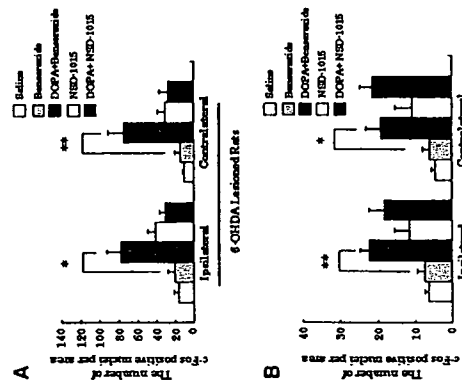 A
The number of
c-Fos positive nuclei per area
140
120
100
80
60
40
20
0
Saline
Benserazide
DOPA+Benserazide
NSD-1015
DOPA+ NSD-1015
*
**
Ipsilateral
Contralateral
6-OHDA Lesioned Rats
B
The number of
c-Fos positive nuclei per area
40
30
20
10
0
Saline
Benserazide
DOPA+Benserazide
NSD-1015
DOPA+ NSD-1015
**
*